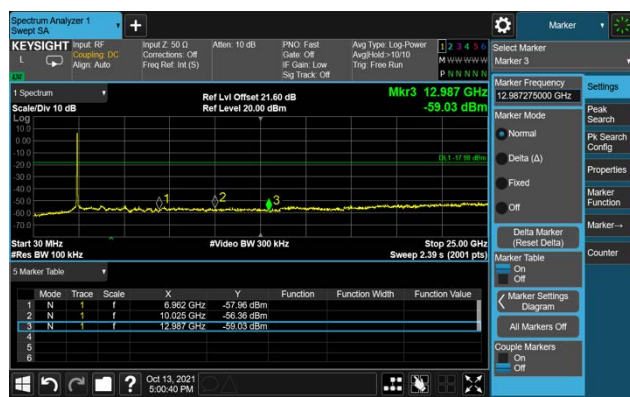 Spectrum Analyzer 1
Swept SA
Marker
KEYSIGHT
L
Input: RF
Coupling: DC
Align: Auto
Input Z: 50 Ω
Corrections: Off
Freq Ref: Int (S)
Atten: 10 dB
PNO: Fast
Gate: Off
IF Gain: Low
Sig Track: Off
Avg Type: Log-Power
Avg|Hold:>10/10
Trig: Free Run
1 2 3 4 5 6
M W W W W W
P N N N N N
Select Marker
Marker 3
1 Spectrum
Scale/Div 10 dB
Ref Lvl Offset 21.60 dB
Ref Level 20.00 dBm
Mkr3 12.987 GHz
-59.03 dBm
Log
10.0
0.00
-10.0
-20.0
-30.0
-40.0
-50.0
-60.0
-70.0
DL1 -17.98 dBm
1
2
3
Start 30 MHz
#Res BW 100 kHz
#Video BW 300 kHz
Stop 25.00 GHz
Sweep 2.39 s (2001 pts)
5 Marker Table
Mode Trace Scale X Y Function Function Width Function Value
1 N 1 f 6.962 GHz -57.96 dBm
2 N 1 f 10.025 GHz -56.36 dBm
3 N 1 f 12.987 GHz -59.03 dBm
4
5
6
Marker Frequency
12.987275000 GHz
Marker Mode
Normal
Delta (Δ)
Fixed
Off
Delta Marker
(Reset Delta)
Marker Table
On
Off
Marker Settings
Diagram
All Markers Off
Couple Markers
On
Off
Settings
Peak
Search
Pk Search
Config
Properties
Marker
Function
Marker→
Counter
?
Oct 13, 2021
5:00:40 PM